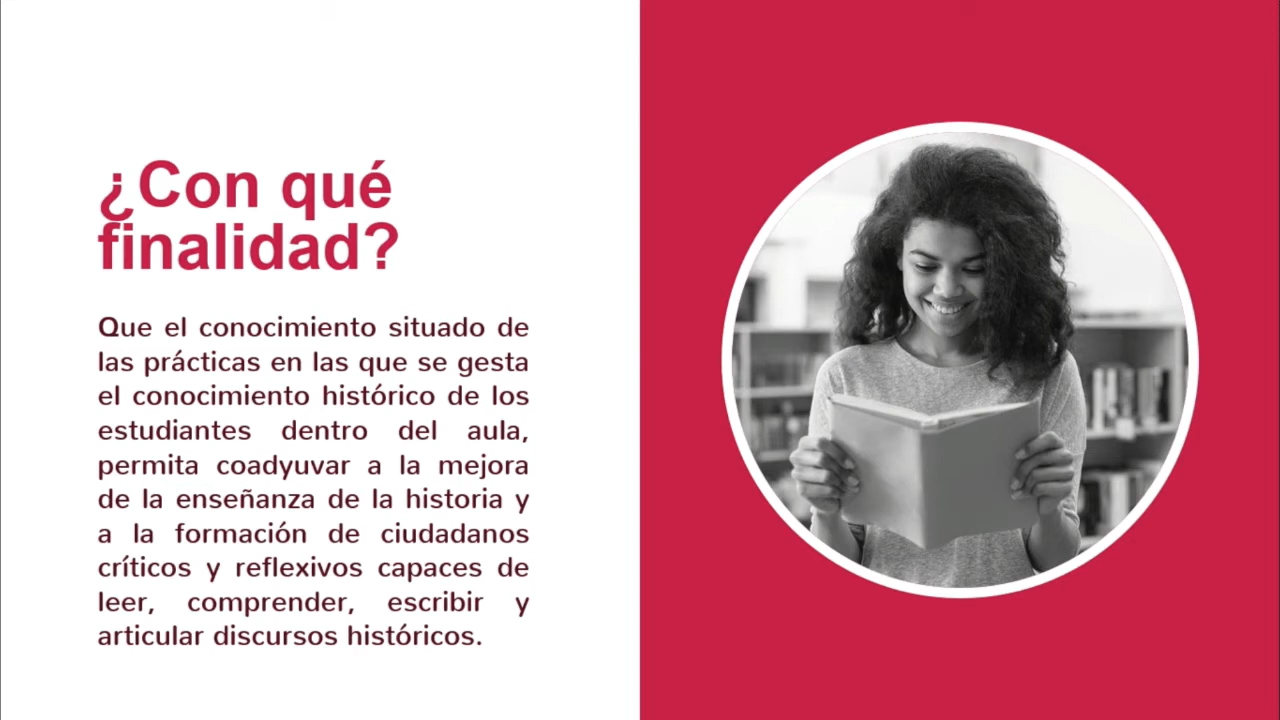 ¿Con qué
finalidad?
Que el conocimiento situado de
las prácticas en las que se gesta
el conocimiento histórico de los
estudiantes dentro del aula,
permita coadyuvar a la mejora
de la enseñanza de la historia y
a la formación de ciudadanos
críticos y reflexivos capaces de
leer, comprender, escribir y
articular discursos históricos.